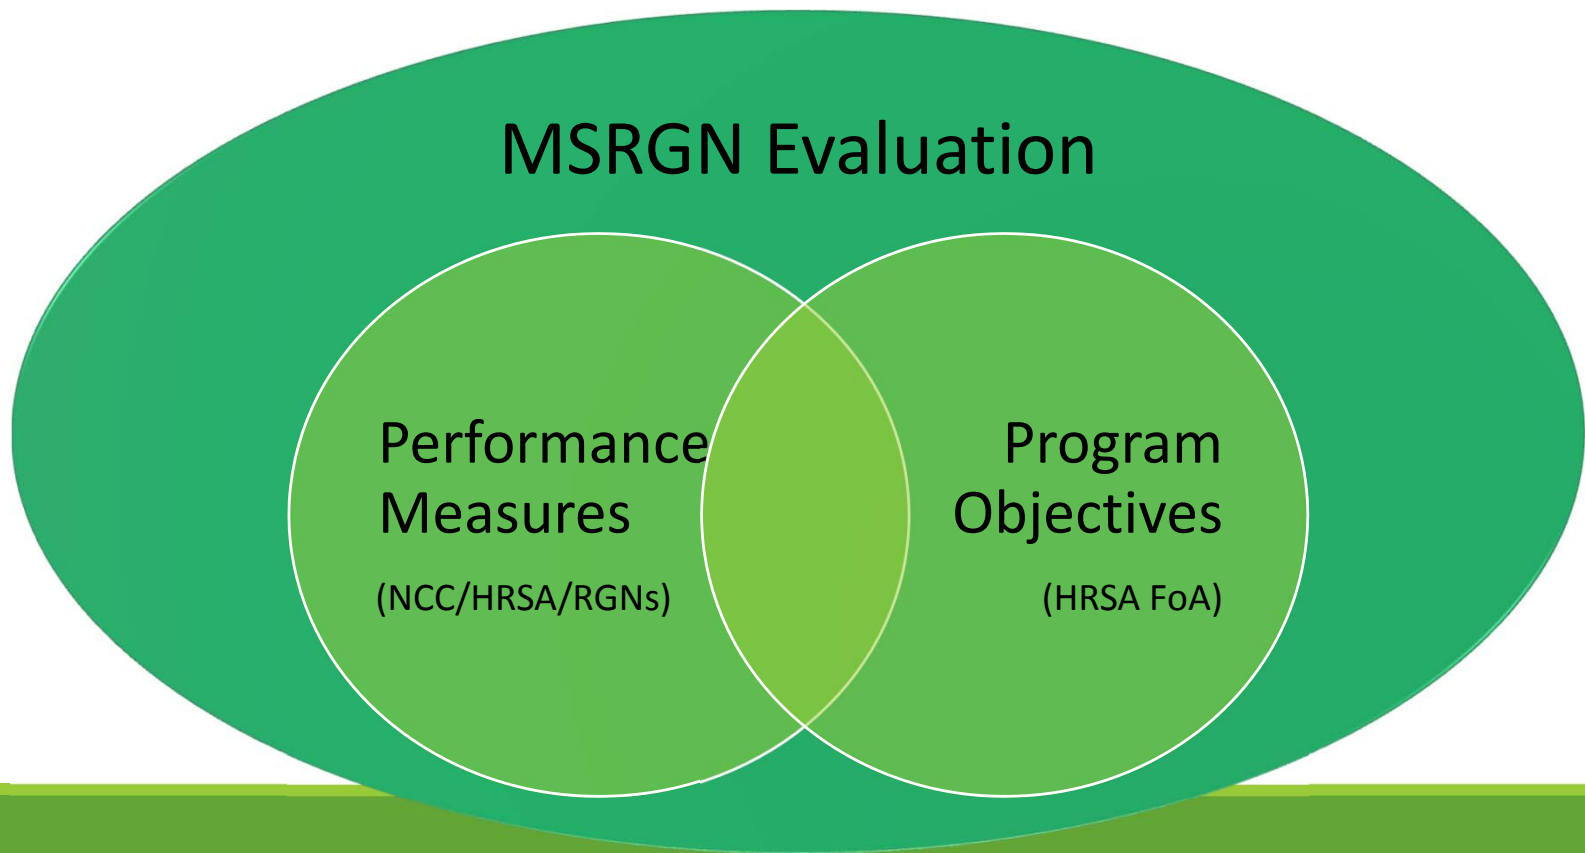 MSRGN Evaluation
Performance
Measures
(NCC/HRSA/RGNs)
Program
Objectives
(HRSA FoA)